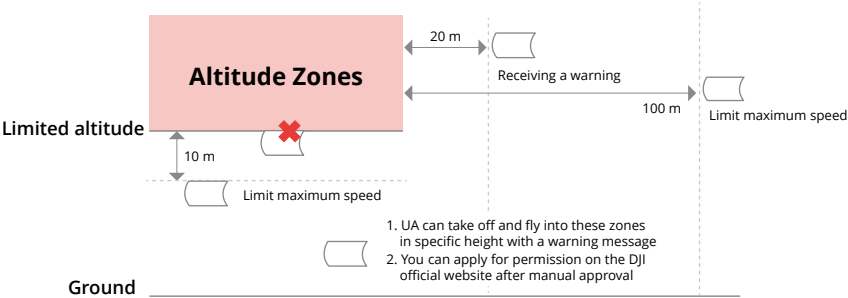 20 m
Altitude Zones
Receiving a warning
100 m
Limit maximum speed
Limited altitude
10 m
Limit maximum speed
1. UA can take off and fly into these zones
in specific height with a warning message
2. You can apply for permission on the DJI
official website after manual approval
Ground